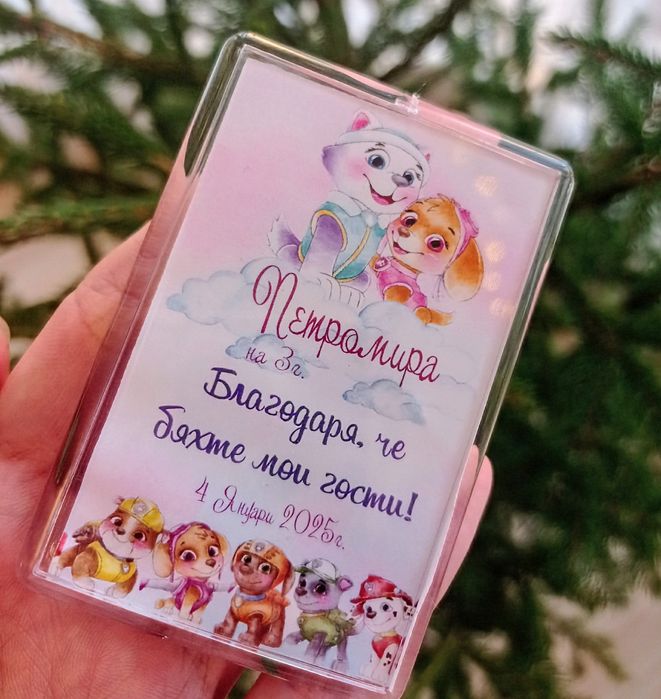 Петромира
на 3г.
Благодаря, че
бяхте мои гости!
4 Януари 2025г.